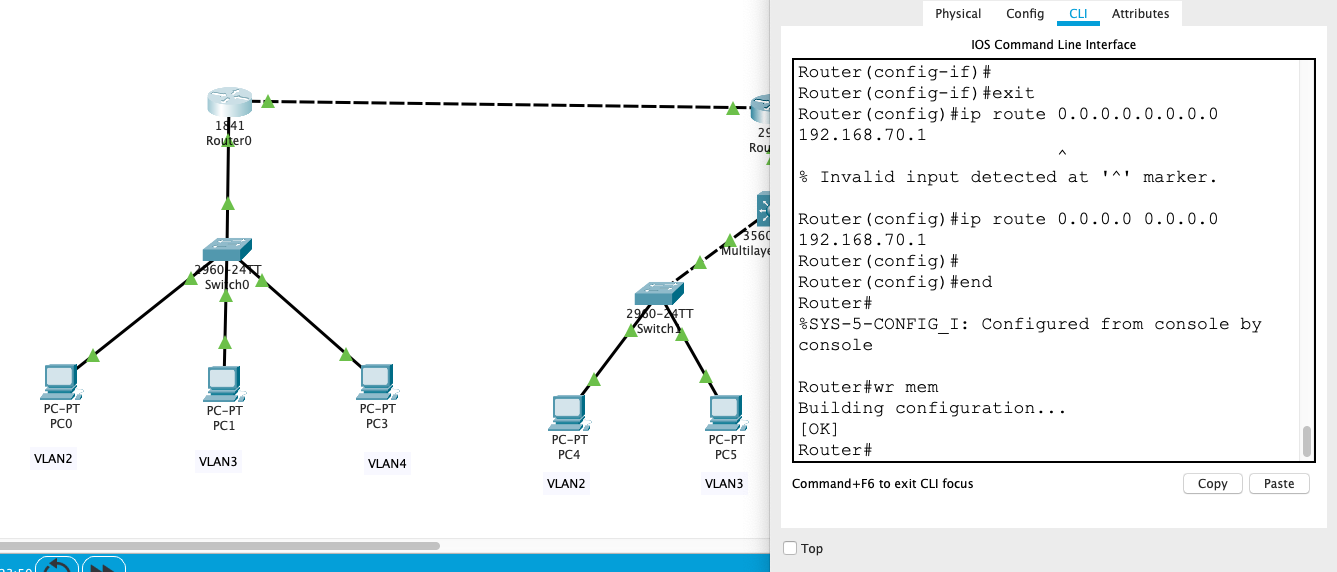 Physical Config CLI Attributes
IOS Command Line Interface
Router(config-if)#
Router(config-if)#exit
Router(config)#ip route 0.0.0.0.0.0.0.0
192.168.70.1
^
% Invalid input detected at '^' marker.
Router(config)#ip route 0.0.0.0 0.0.0.0
192.168.70.1
Router(config)#
Router(config)#end
Router#
%SYS-5-CONFIG_I: Configured from console by
console
Router#wr mem
Building configuration...
[OK]
Router#
Command+F6 to exit CLI focus
Copy Paste
Top
1841
Router0
29
Rou
3560
Multilaye
2960-24TT
Switch0
2960-24TT
Switch1
PC-PT
PC0
PC-PT
PC1
PC-PT
PC3
PC-PT
PC4
PC-PT
PC5
VLAN2
VLAN3
VLAN4
VLAN2
VLAN3